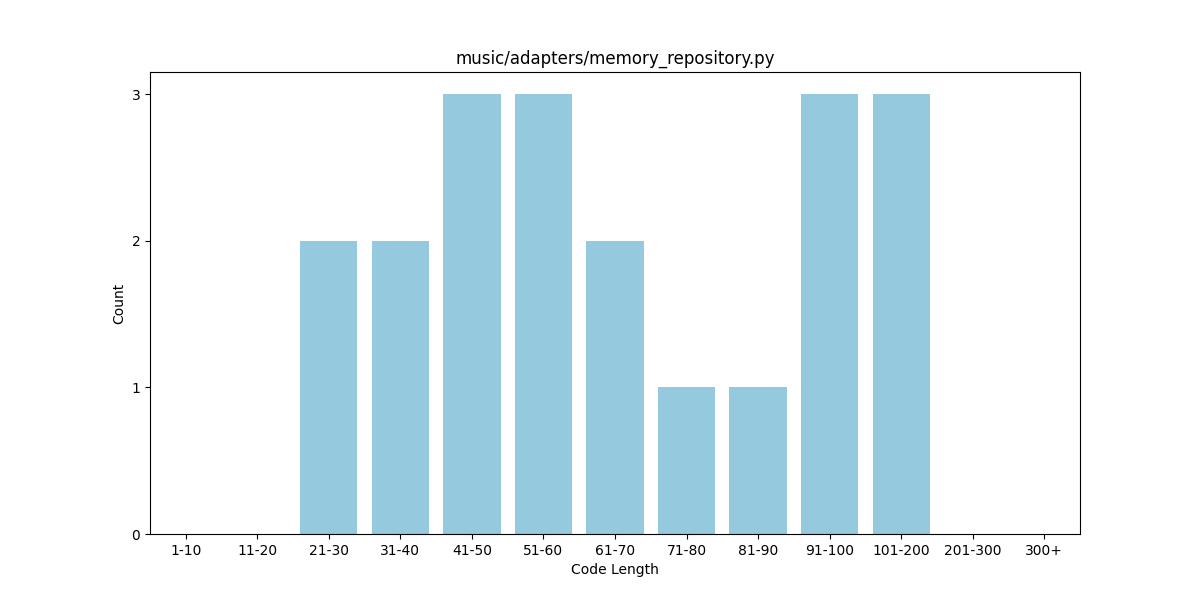 music/adapters/memory_repository.py
3
2
1
0
Count
1-10 11-20 21-30 31-40 41-50 51-60 61-70 71-80 81-90 91-100 101-200 201-300 300+
Code Length